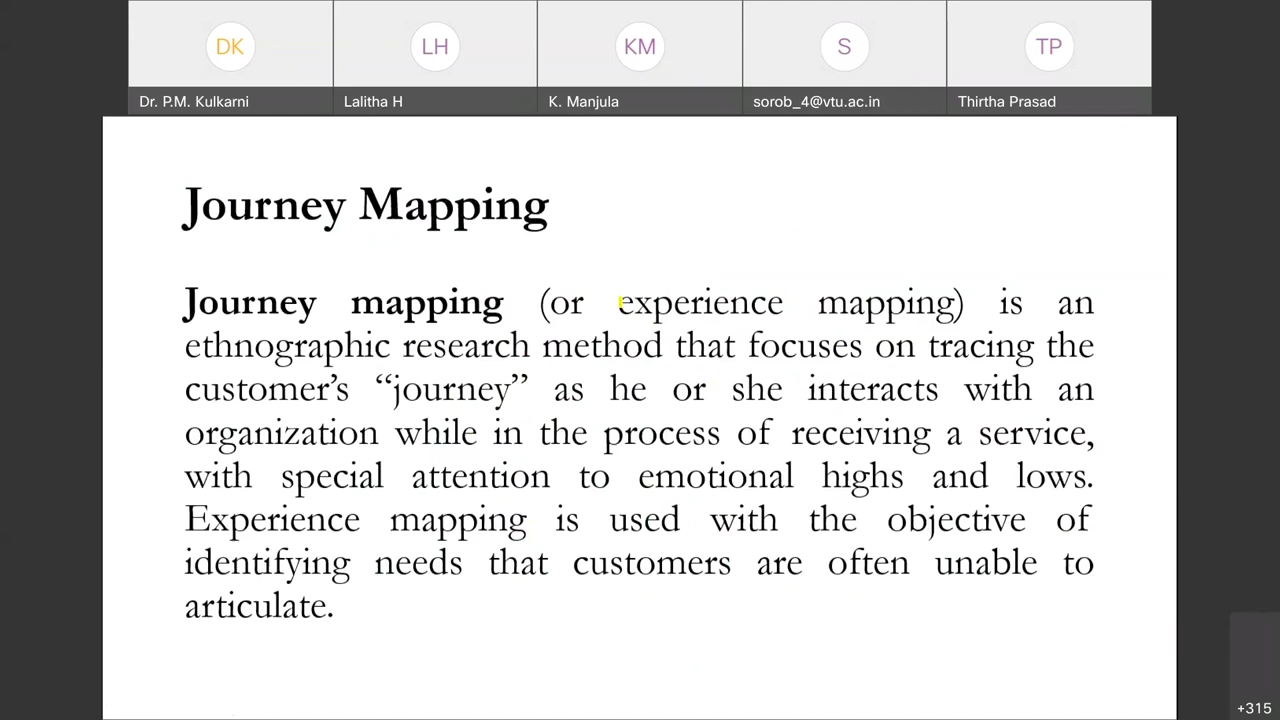 DK
LH
KM
S
TP
Dr. P.M. Kulkarni
Lalitha H
K. Manjula
sorob_4@vtu.ac.in
Thirtha Prasad
Journey Mapping
Journey mapping (or experience mapping) is an
ethnographic research method that focuses on tracing the
customer’s “journey” as he or she interacts with an
organization while in the process of receiving a service,
with special attention to emotional highs and lows.
Experience mapping is used with the objective of
identifying needs that customers are often unable to
articulate.
+315